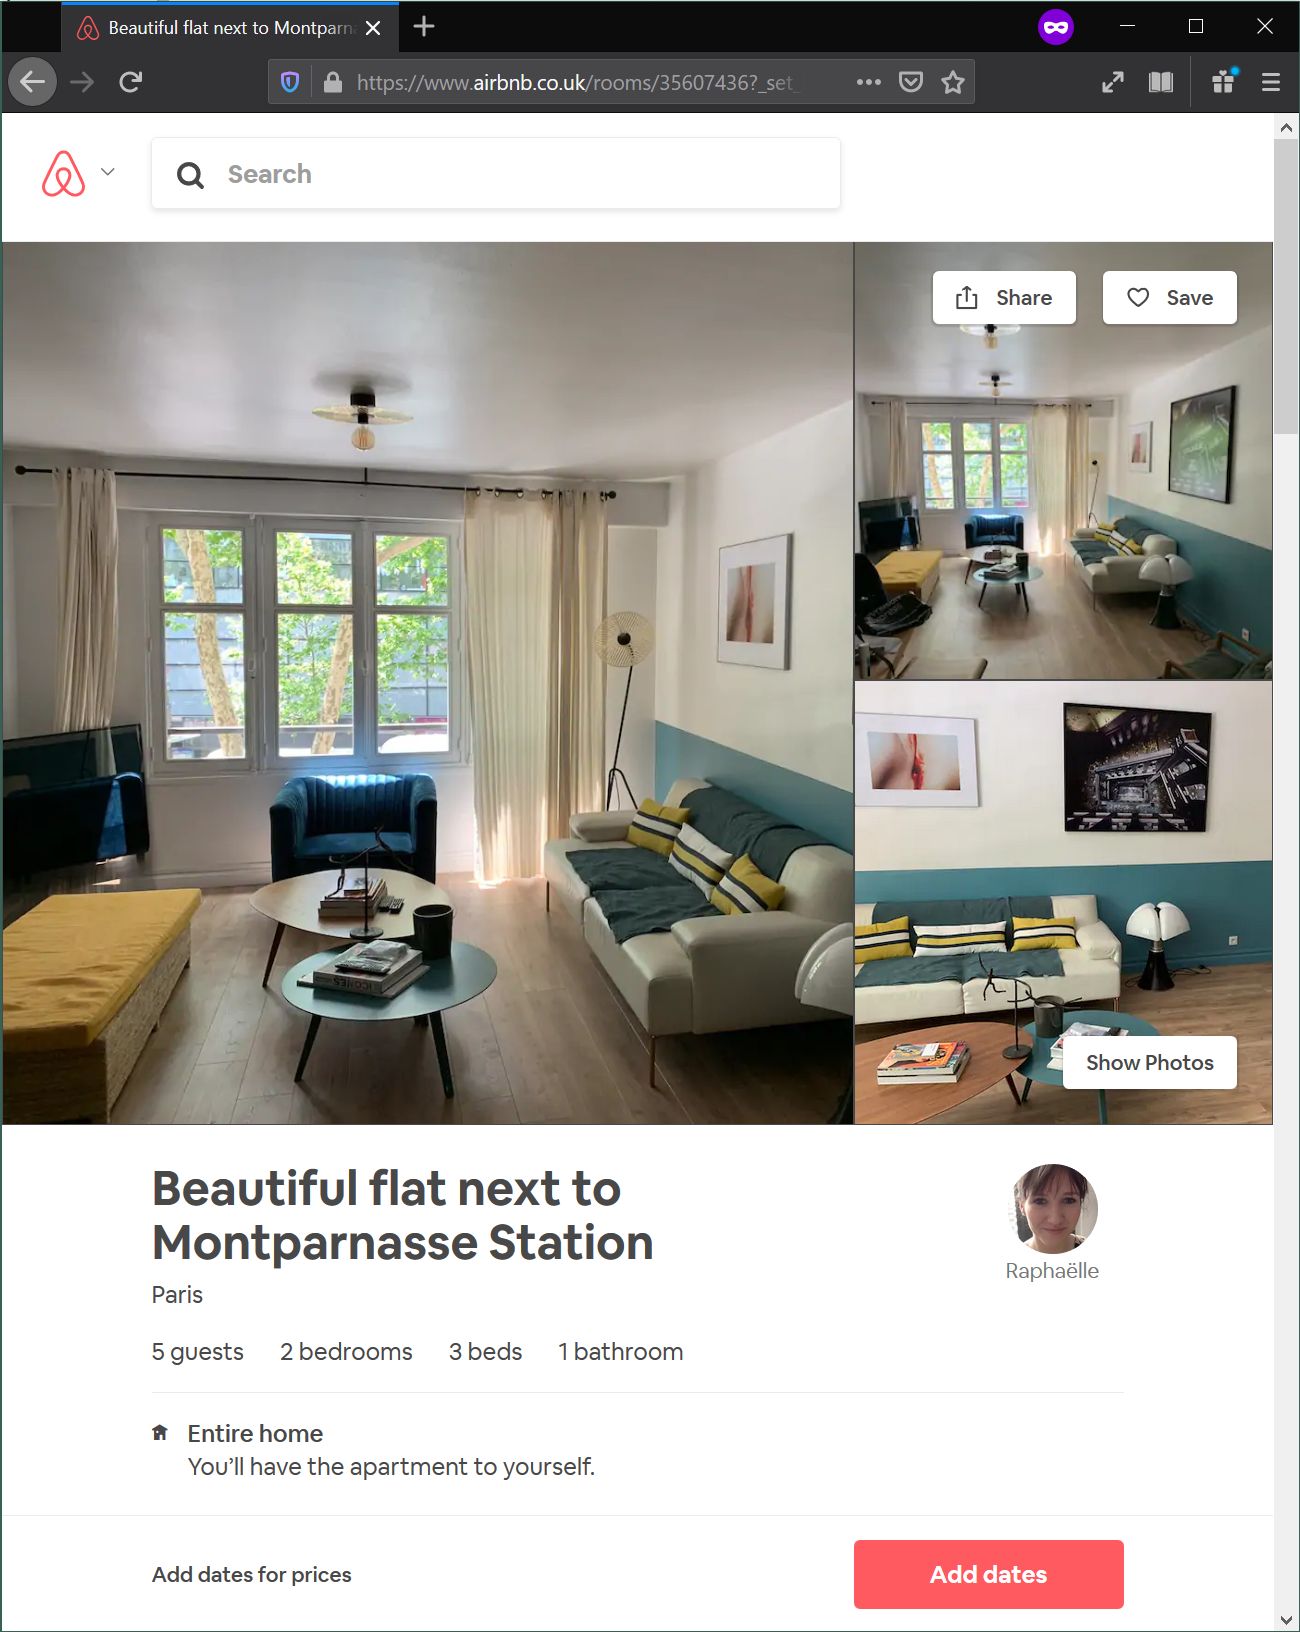 Beautiful flat next to Montparn
https://www.airbnb.co.uk/rooms/35607436?_set_
Search
Share
Save
Show Photos
Beautiful flat next to
Montparnasse Station
Raphaëlle
Paris
5 guests 2 bedrooms 3 beds 1 bathroom
Entire home
You’ll have the apartment to yourself.
Add dates for prices
Add dates